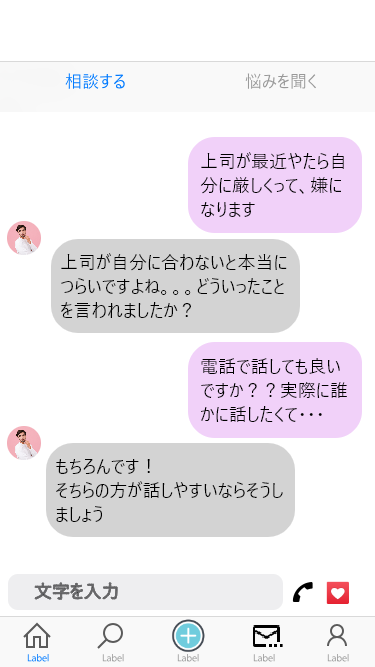 相談する
悩みを聞く
上司が最近やたら自
分に厳しくって、嫌に
なります
上司が自分に合わないと本当に
つらいですよね。。。どういったこと
を言われましたか？
電話で話しても良い
ですか？？実際に誰
かに話したくて・・・
もちろんです！
そちらの方が話しやすいならそうし
ましょう
文字を入力
Label
Label
Label
Label
Label